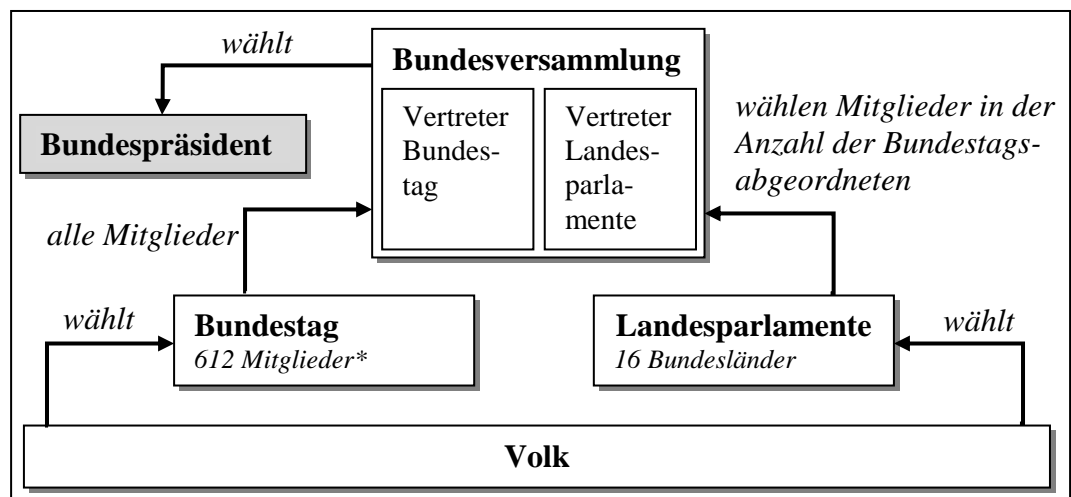 wählt
Bundesversammlung
Vertreter
Bundes-
tag
Vertreter
Landes-
parla-
mente
wählen Mitglieder in der
Anzahl der Bundestags-
abgeordneten
Bundespräsident
alle Mitglieder
wählt
Bundestag
612 Mitglieder*
Landesparlamente
16 Bundesländer
wählt
Volk